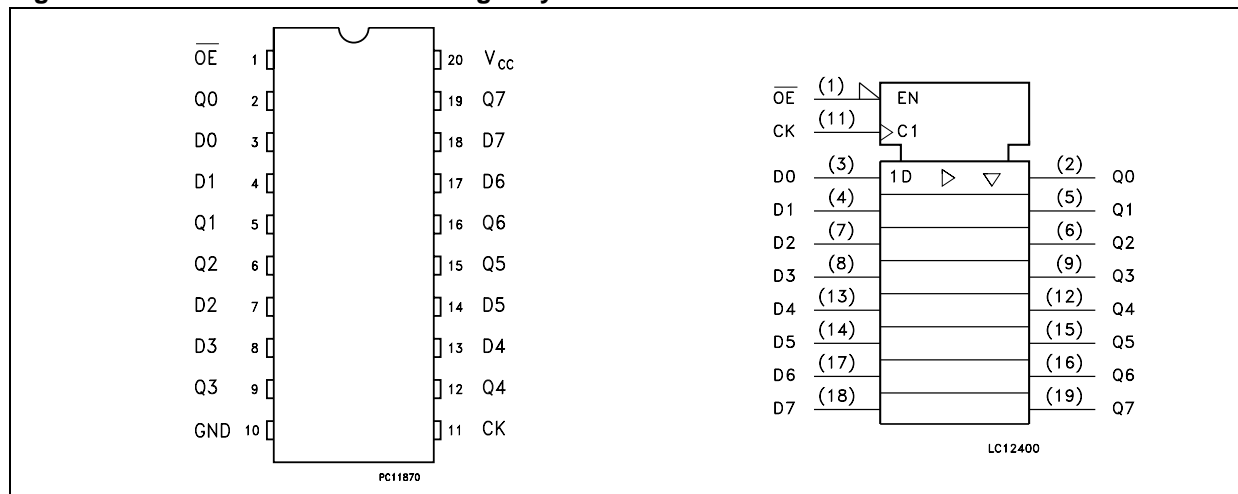 OE 1 20 VCC
Q0 2 19 Q7
D0 3 18 D7
D1 4 17 D6
Q1 5 16 Q6
Q2 6 15 Q5
D2 7 14 D5
D3 8 13 D4
Q3 9 12 Q4
GND 10 11 CK
PC11870
OE (1) EN
CK (11) C1
D0 (3) 1D (2) Q0
D1 (4) (5) Q1
D2 (7) (6) Q2
D3 (8) (9) Q3
D4 (13) (12) Q4
D5 (14) (15) Q5
D6 (17) (16) Q6
D7 (18) (19) Q7
LC12400